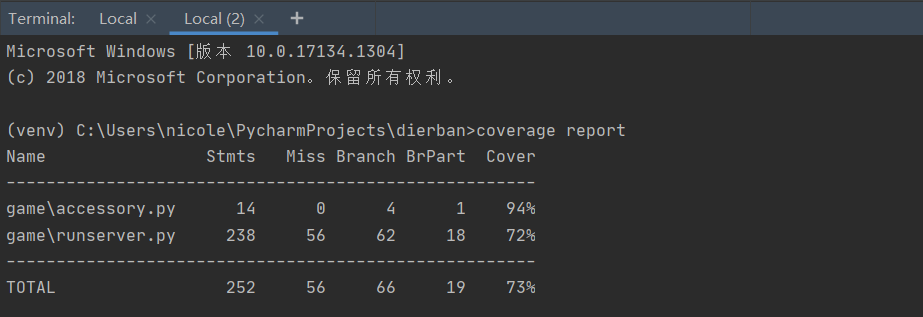 Terminal: Local × Local (2) × +
Microsoft Windows [版本 10.0.17134.1304]
(c) 2018 Microsoft Corporation。保留所有权利。
(venv) C:\Users\nicole\PycharmProjects\dierban>coverage report
Name                Stmts   Miss Branch BrPart  Cover
-----------------------------------------------------
game\accessory.py      14      0      4      1    94%
game\runserver.py     238     56     62     18    72%
-----------------------------------------------------
TOTAL                 252     56     66     19    73%